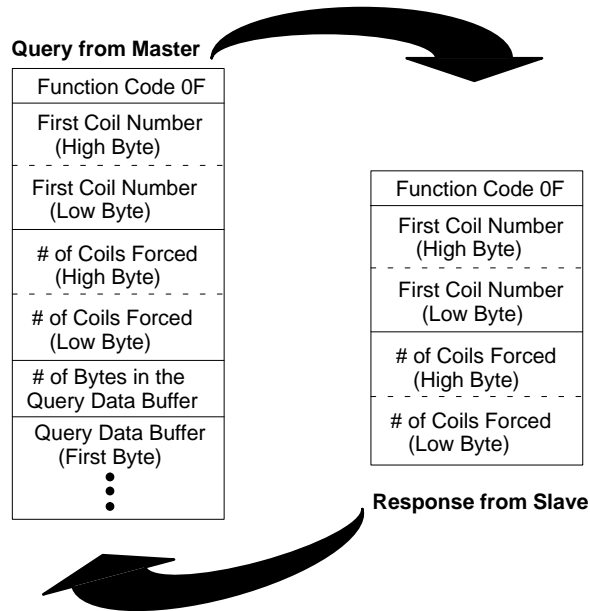 Query from Master
Function Code 0F
First Coil Number
(High Byte)
First Coil Number
(Low Byte)
# of Coils Forced
(High Byte)
# of Coils Forced
(Low Byte)
# of Bytes in the
Query Data Buffer
Query Data Buffer
(First Byte)
Function Code 0F
First Coil Number
(High Byte)
First Coil Number
(Low Byte)
# of Coils Forced
(High Byte)
# of Coils Forced
(Low Byte)
Response from Slave